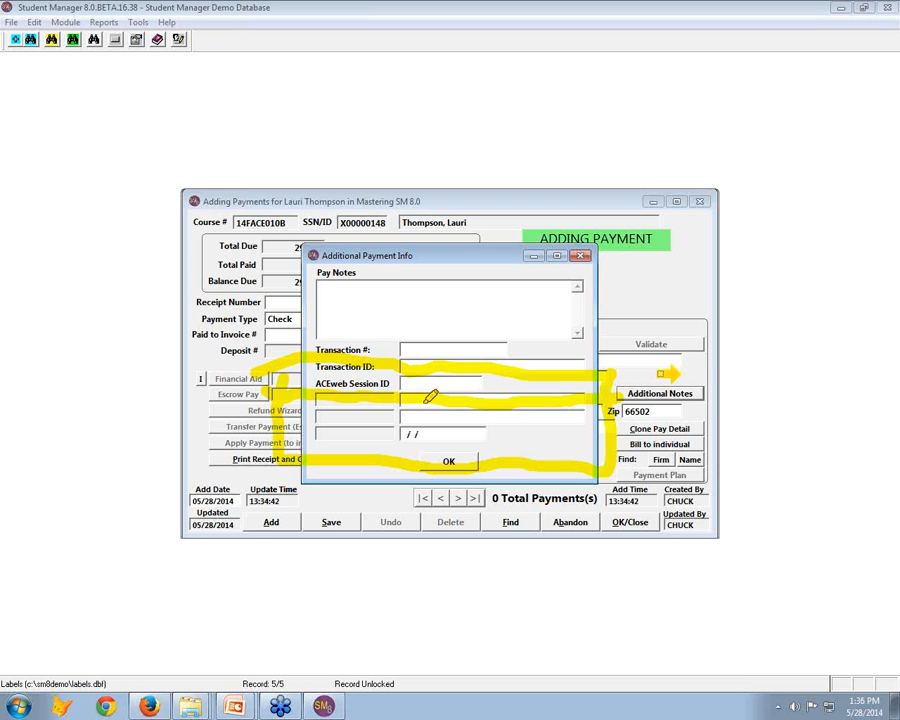 Student Manager 8.0.BETA.16.38 - Student Manager Demo Database
File Edit Module Reports Tools Help
Adding Payments for Lauri Thompson in Mastering SM 8.0
Course # 14FACE010B SSN/ID X00000148 Thompson, Lauri
ADDING PAYMENT
Total Due 29
Total Paid
Balance Due 29
Receipt Number
Payment Type Check
Paid to Invoice #
Deposit #
Additional Payment Info
Pay Notes
Transaction #:
Transaction ID:
ACEweb Session ID
/ /
OK
Validate
I Financial Aid
Escrow Pay
Additional Notes
Refund Wizard
Zip 66502
Transfer Payment (Es
Clone Pay Detail
Apply Payment (to in
Bill to individual
Print Receipt and C
Find: Firm Name
Payment Plan
Add Date Update Time
05/28/2014 13:34:42
|< < > >| 0 Total Payments(s)
Add Time Created By
13:34:42 CHUCK
Updated
05/28/2014
Add Save Undo Delete Find Abandon OK/Close
Updated By
CHUCK
Labels (c:\sm8demo\labels.dbf) Record: 5/5 Record Unlocked
SM8
1:36 PM
5/28/2014